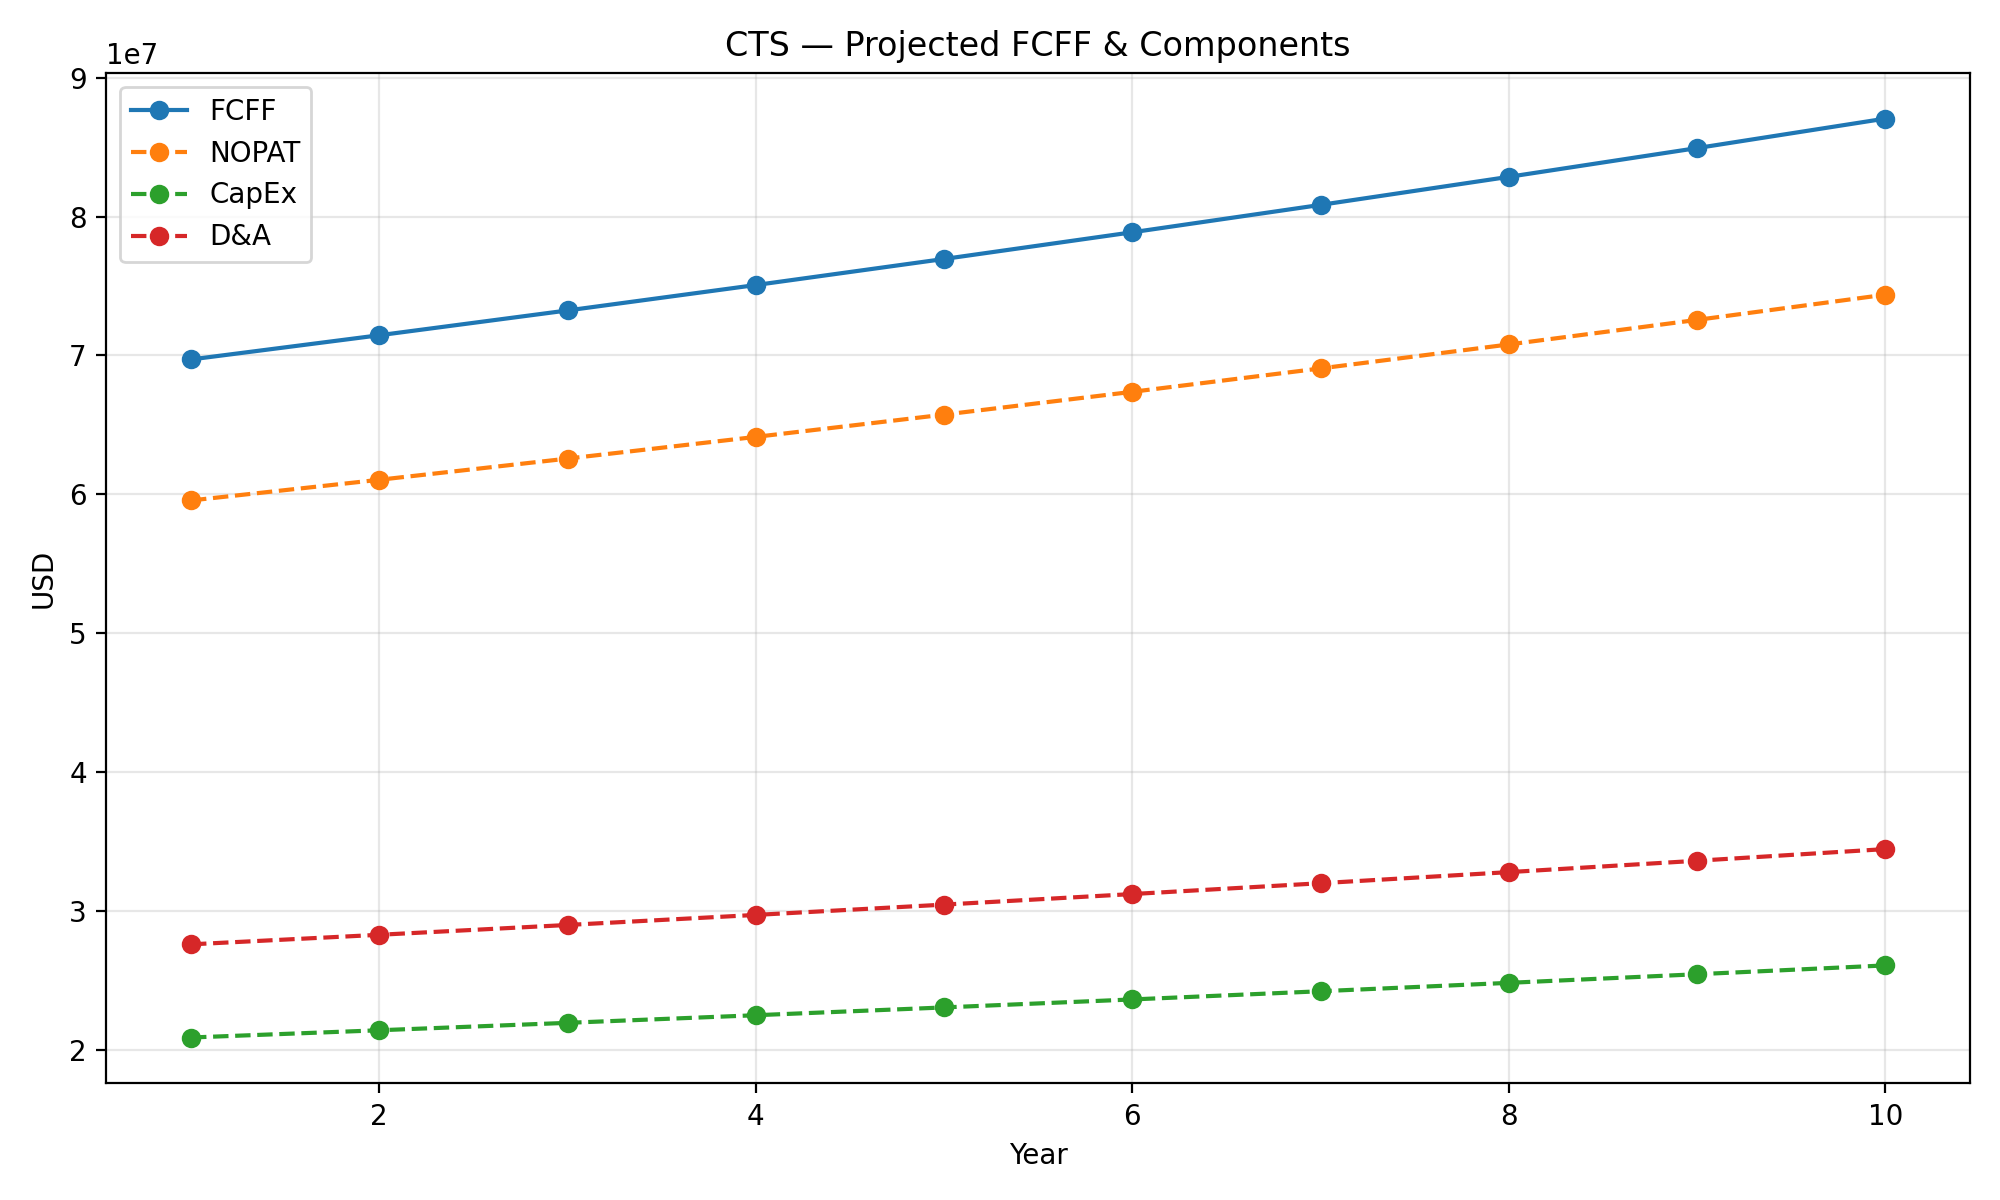 CTS — Projected FCFF & Components
1e7
9
8
7
6
5
4
3
2
USD
FCFF
NOPAT
CapEx
D&A
2 4 6 8 10
Year